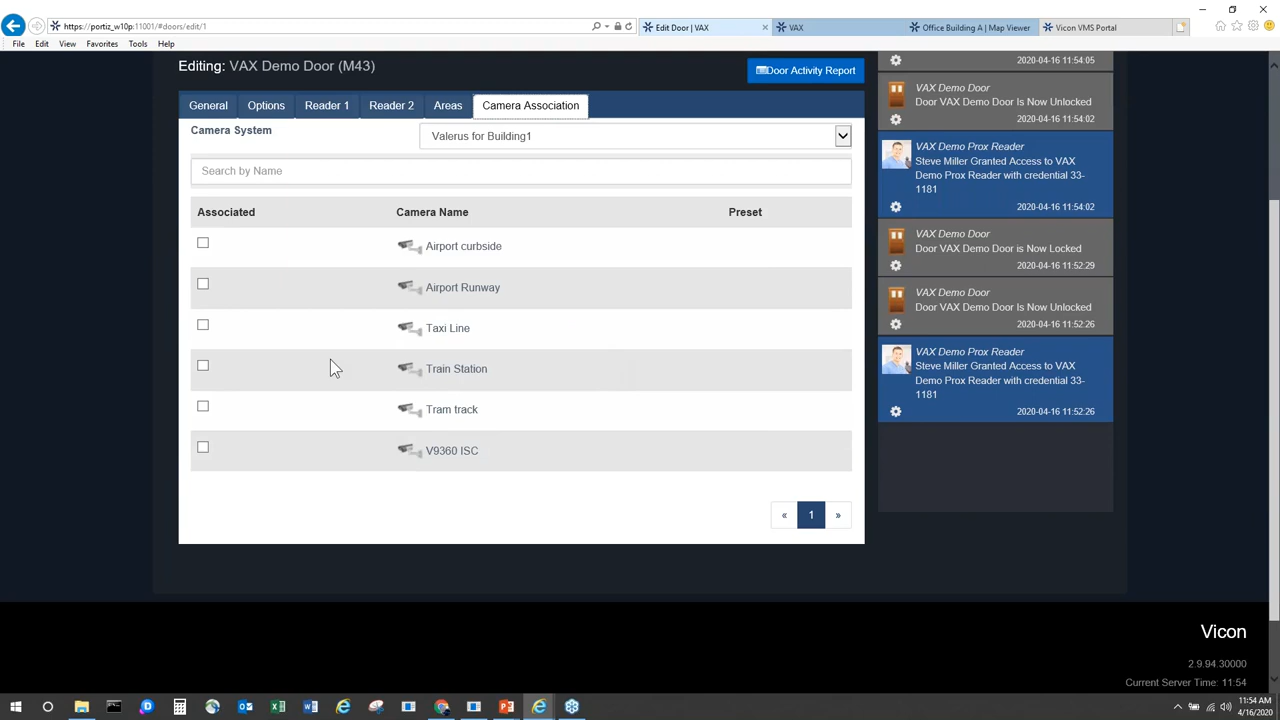 https://portiz_w10p:11001/#doors/edit/1
Edit Door | VAX
VAX
Office Building A | Map Viewer
Vicon VMS Portal
File Edit View Favorites Tools Help
Editing: VAX Demo Door (M43)
Door Activity Report
General Options Reader 1 Reader 2 Areas Camera Association
Camera System Valerus for Building1
Search by Name
Associated Camera Name Preset
Airport curbside
Airport Runway
Taxi Line
Train Station
Tram track
V9360 ISC
« 1 »
2020-04-16 11:54:05
VAX Demo Door
Door VAX Demo Door Is Now Unlocked
2020-04-16 11:54:02
VAX Demo Prox Reader
Steve Miller Granted Access to VAX
Demo Prox Reader with credential 33-
1181
2020-04-16 11:54:02
VAX Demo Door
Door VAX Demo Door is Now Locked
2020-04-16 11:52:29
VAX Demo Door
Door VAX Demo Door Is Now Unlocked
2020-04-16 11:52:26
VAX Demo Prox Reader
Steve Miller Granted Access to VAX
Demo Prox Reader with credential 33-
1181
2020-04-16 11:52:26
Vicon
2.9.94.30000
Current Server Time: 11:54
11:54 AM
4/16/2020